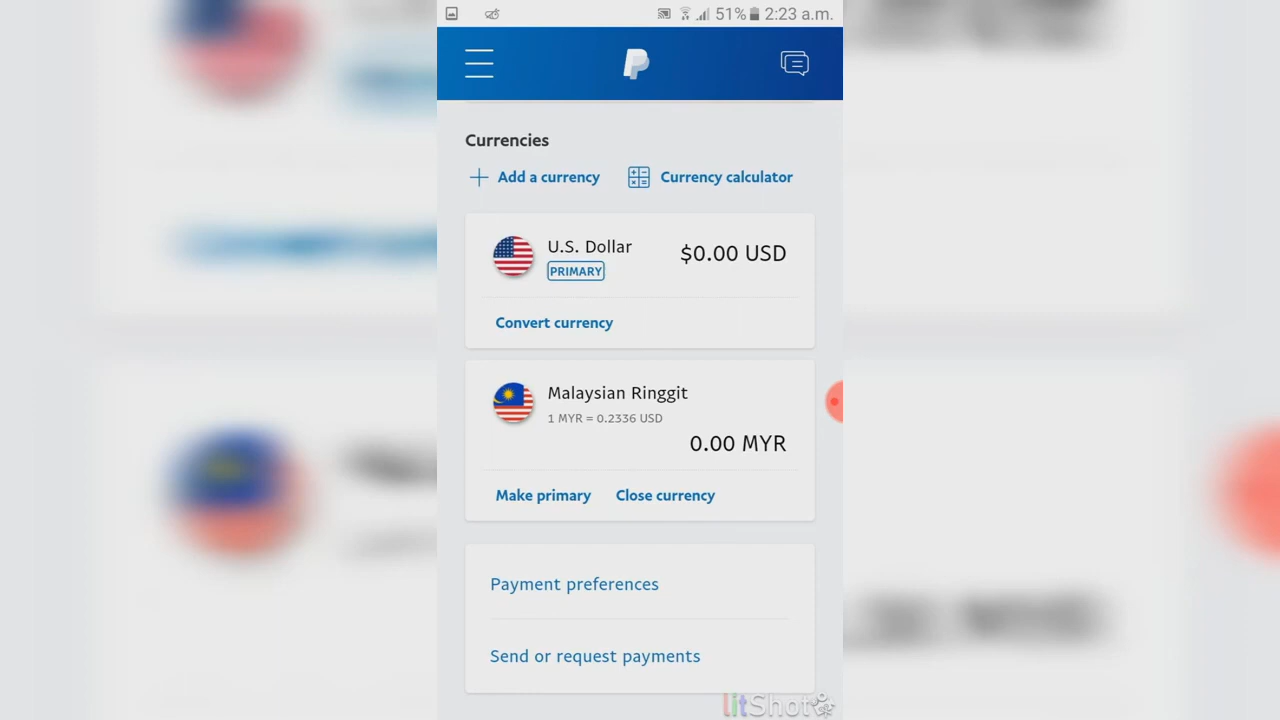 51% 2:23 a.m.
Currencies
Add a currency Currency calculator
U.S. Dollar $0.00 USD
PRIMARY
Convert currency
Malaysian Ringgit
1 MYR = 0.2336 USD
0.00 MYR
Make primary Close currency
Payment preferences
Send or request payments
litShot